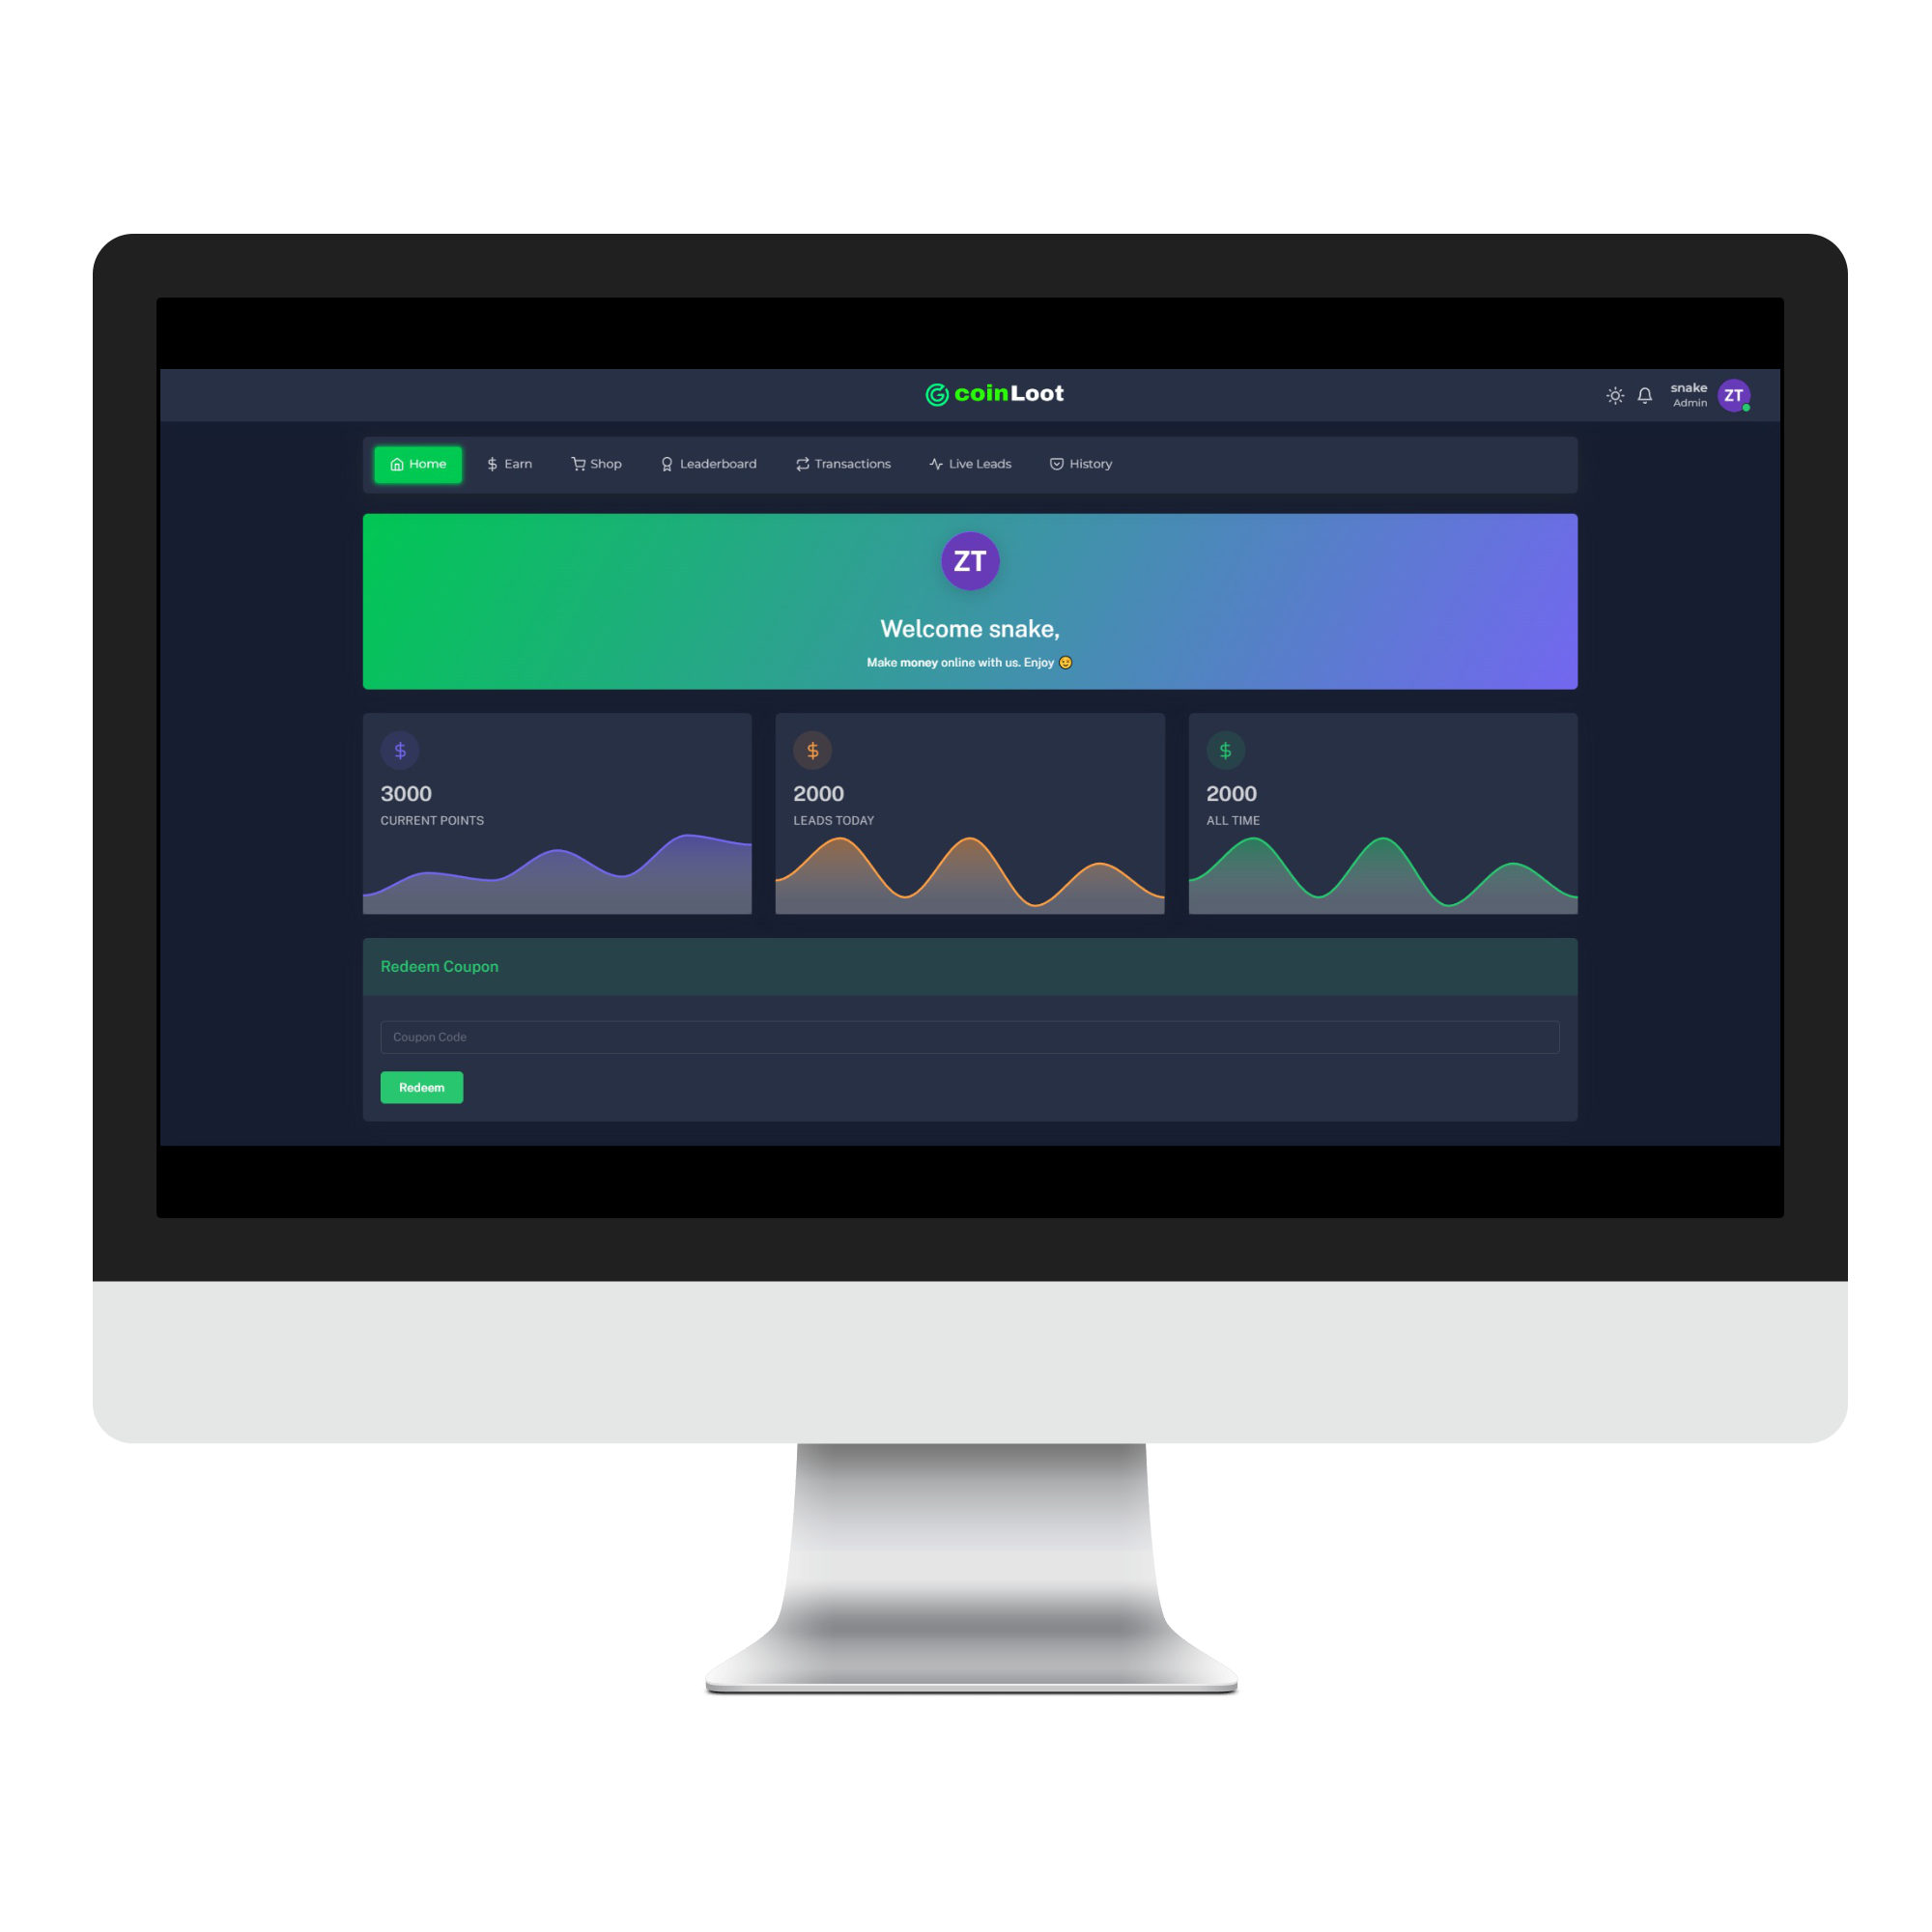 coinLoot
snake
Admin
ZT
Home Earn Shop Leaderboard Transactions Live Leads History
ZT
Welcome snake,
Make money online with us. Enjoy 😉
3000
CURRENT POINTS
2000
LEADS TODAY
2000
ALL TIME
Redeem Coupon
Coupon Code
Redeem